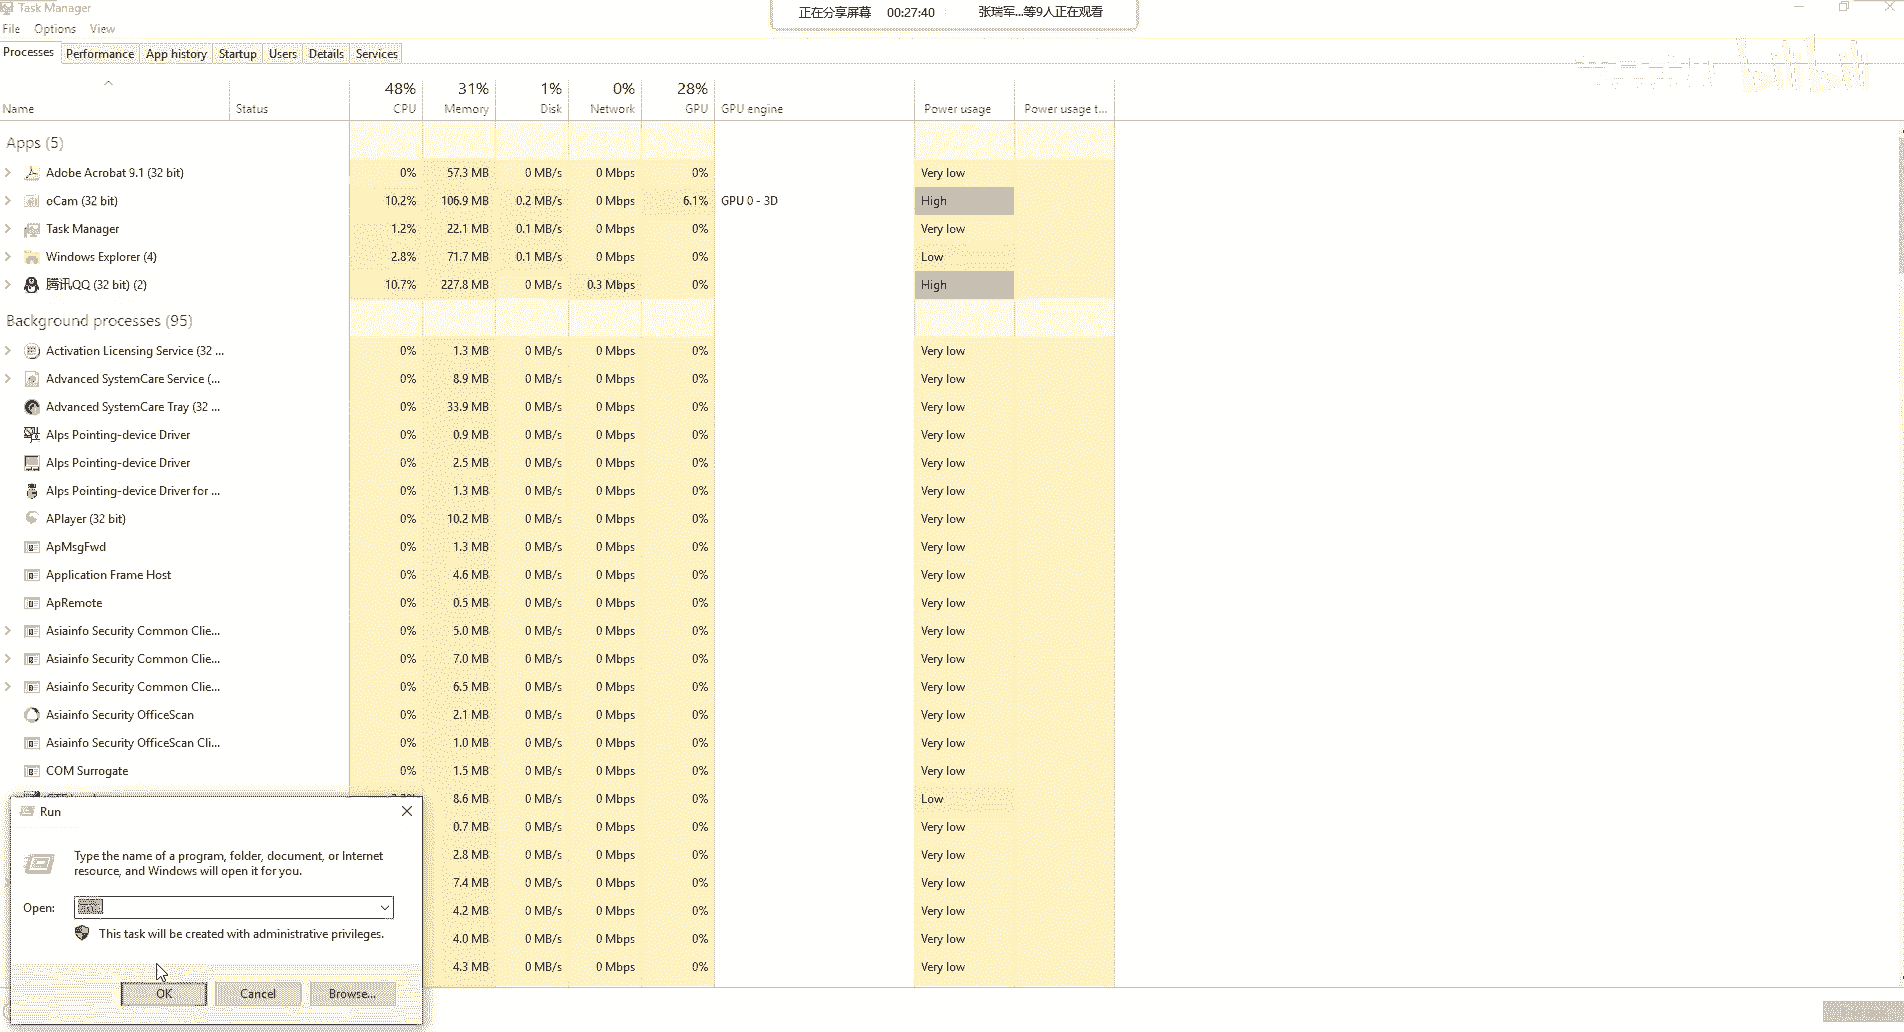 Task Manager
正在分享屏幕 00:27:40 张瑞军...等9人正在观看
File Options View
Processes Performance App history Startup Users Details Services
48% 31% 1% 0% 28%
Name Status CPU Memory Disk Network GPU GPU engine Power usage Power usage t...
Apps (5)
Adobe Acrobat 9.1 (32 bit) 0% 57.3 MB 0 MB/s 0 Mbps 0% Very low
oCam (32 bit) 10.2% 106.9 MB 0.2 MB/s 0 Mbps 6.1% GPU 0 - 3D High
Task Manager 1.2% 22.1 MB 0.1 MB/s 0 Mbps 0% Very low
Windows Explorer (4) 2.8% 71.7 MB 0.1 MB/s 0 Mbps 0% Low
腾讯QQ (32 bit) (2) 10.7% 227.8 MB 0 MB/s 0.3 Mbps 0% High
Background processes (95)
Activation Licensing Service (32 ... 0% 1.3 MB 0 MB/s 0 Mbps 0% Very low
Advanced SystemCare Service (... 0% 8.9 MB 0 MB/s 0 Mbps 0% Very low
Advanced SystemCare Tray (32 ... 0% 33.9 MB 0 MB/s 0 Mbps 0% Very low
Alps Pointing-device Driver 0% 0.9 MB 0 MB/s 0 Mbps 0% Very low
Alps Pointing-device Driver 0% 2.5 MB 0 MB/s 0 Mbps 0% Very low
Alps Pointing-device Driver for ... 0% 1.3 MB 0 MB/s 0 Mbps 0% Very low
APlayer (32 bit) 0% 10.2 MB 0 MB/s 0 Mbps 0% Very low
ApMsgFwd 0% 1.3 MB 0 MB/s 0 Mbps 0% Very low
Application Frame Host 0% 4.6 MB 0 MB/s 0 Mbps 0% Very low
ApRemote 0% 0.5 MB 0 MB/s 0 Mbps 0% Very low
Asiainfo Security Common Clie... 0% 5.0 MB 0 MB/s 0 Mbps 0% Very low
Asiainfo Security Common Clie... 0% 7.0 MB 0 MB/s 0 Mbps 0% Very low
Asiainfo Security Common Clie... 0% 6.5 MB 0 MB/s 0 Mbps 0% Very low
Asiainfo Security OfficeScan 0% 2.1 MB 0 MB/s 0 Mbps 0% Very low
Asiainfo Security OfficeScan Cli... 0% 1.0 MB 0 MB/s 0 Mbps 0% Very low
COM Surrogate 0% 1.5 MB 0 MB/s 0 Mbps 0% Very low
8.6 MB 0 MB/s 0 Mbps 0% Low
0.7 MB 0 MB/s 0 Mbps 0% Very low
2.8 MB 0 MB/s 0 Mbps 0% Very low
7.4 MB 0 MB/s 0 Mbps 0% Very low
4.2 MB 0 MB/s 0 Mbps 0% Very low
4.0 MB 0 MB/s 0 Mbps 0% Very low
4.3 MB 0 MB/s 0 Mbps 0% Very low
Run
Type the name of a program, folder, document, or Internet
resource, and Windows will open it for you.
Open:
This task will be created with administrative privileges.
OK Cancel Browse...